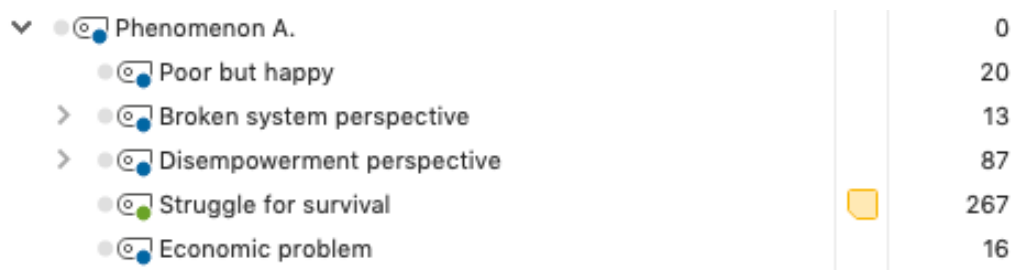 Phenomenon A. 0
Poor but happy 20
Broken system perspective 13
Disempowerment perspective 87
Struggle for survival 267
Economic problem 16